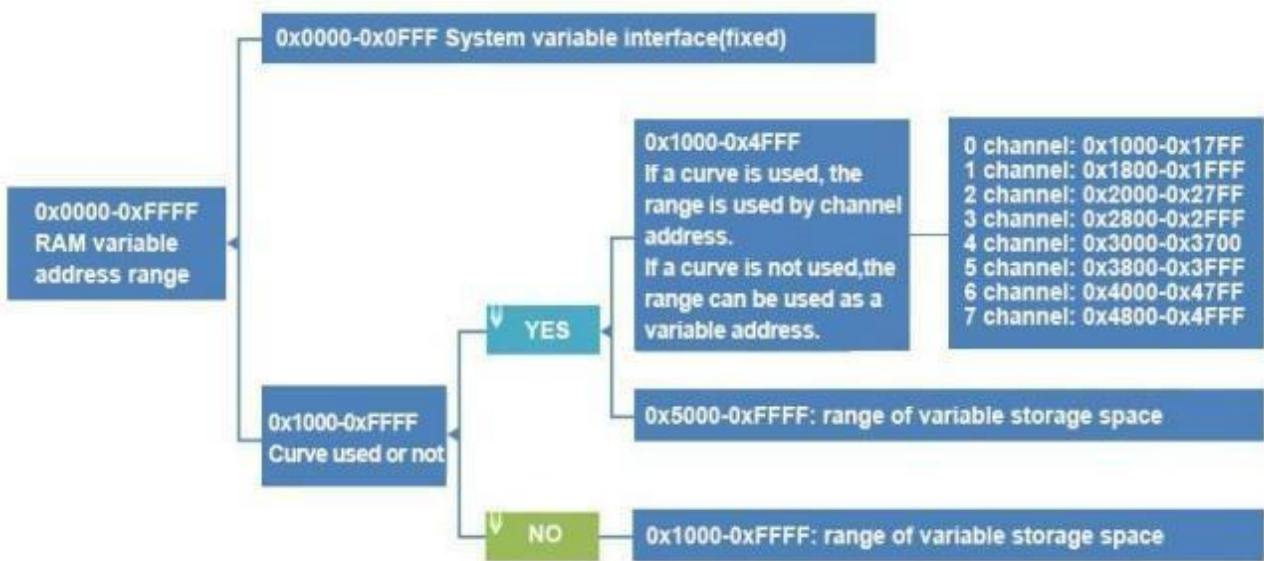 0x0000-0x0FFF System variable interface(fixed)
0x0000-0xFFFF
RAM variable
address range
0x1000-0xFFFF
Curve used or not
YES
0x1000-0x4FFF
If a curve is used, the
range is used by channel
address.
If a curve is not used,the
range can be used as a
variable address.
0 channel: 0x1000-0x17FF
1 channel: 0x1800-0x1FFF
2 channel: 0x2000-0x27FF
3 channel: 0x2800-0x2FFF
4 channel: 0x3000-0x3700
5 channel: 0x3800-0x3FFF
6 channel: 0x4000-0x47FF
7 channel: 0x4800-0x4FFF
0x5000-0xFFFF: range of variable storage space
NO
0x1000-0xFFFF: range of variable storage space